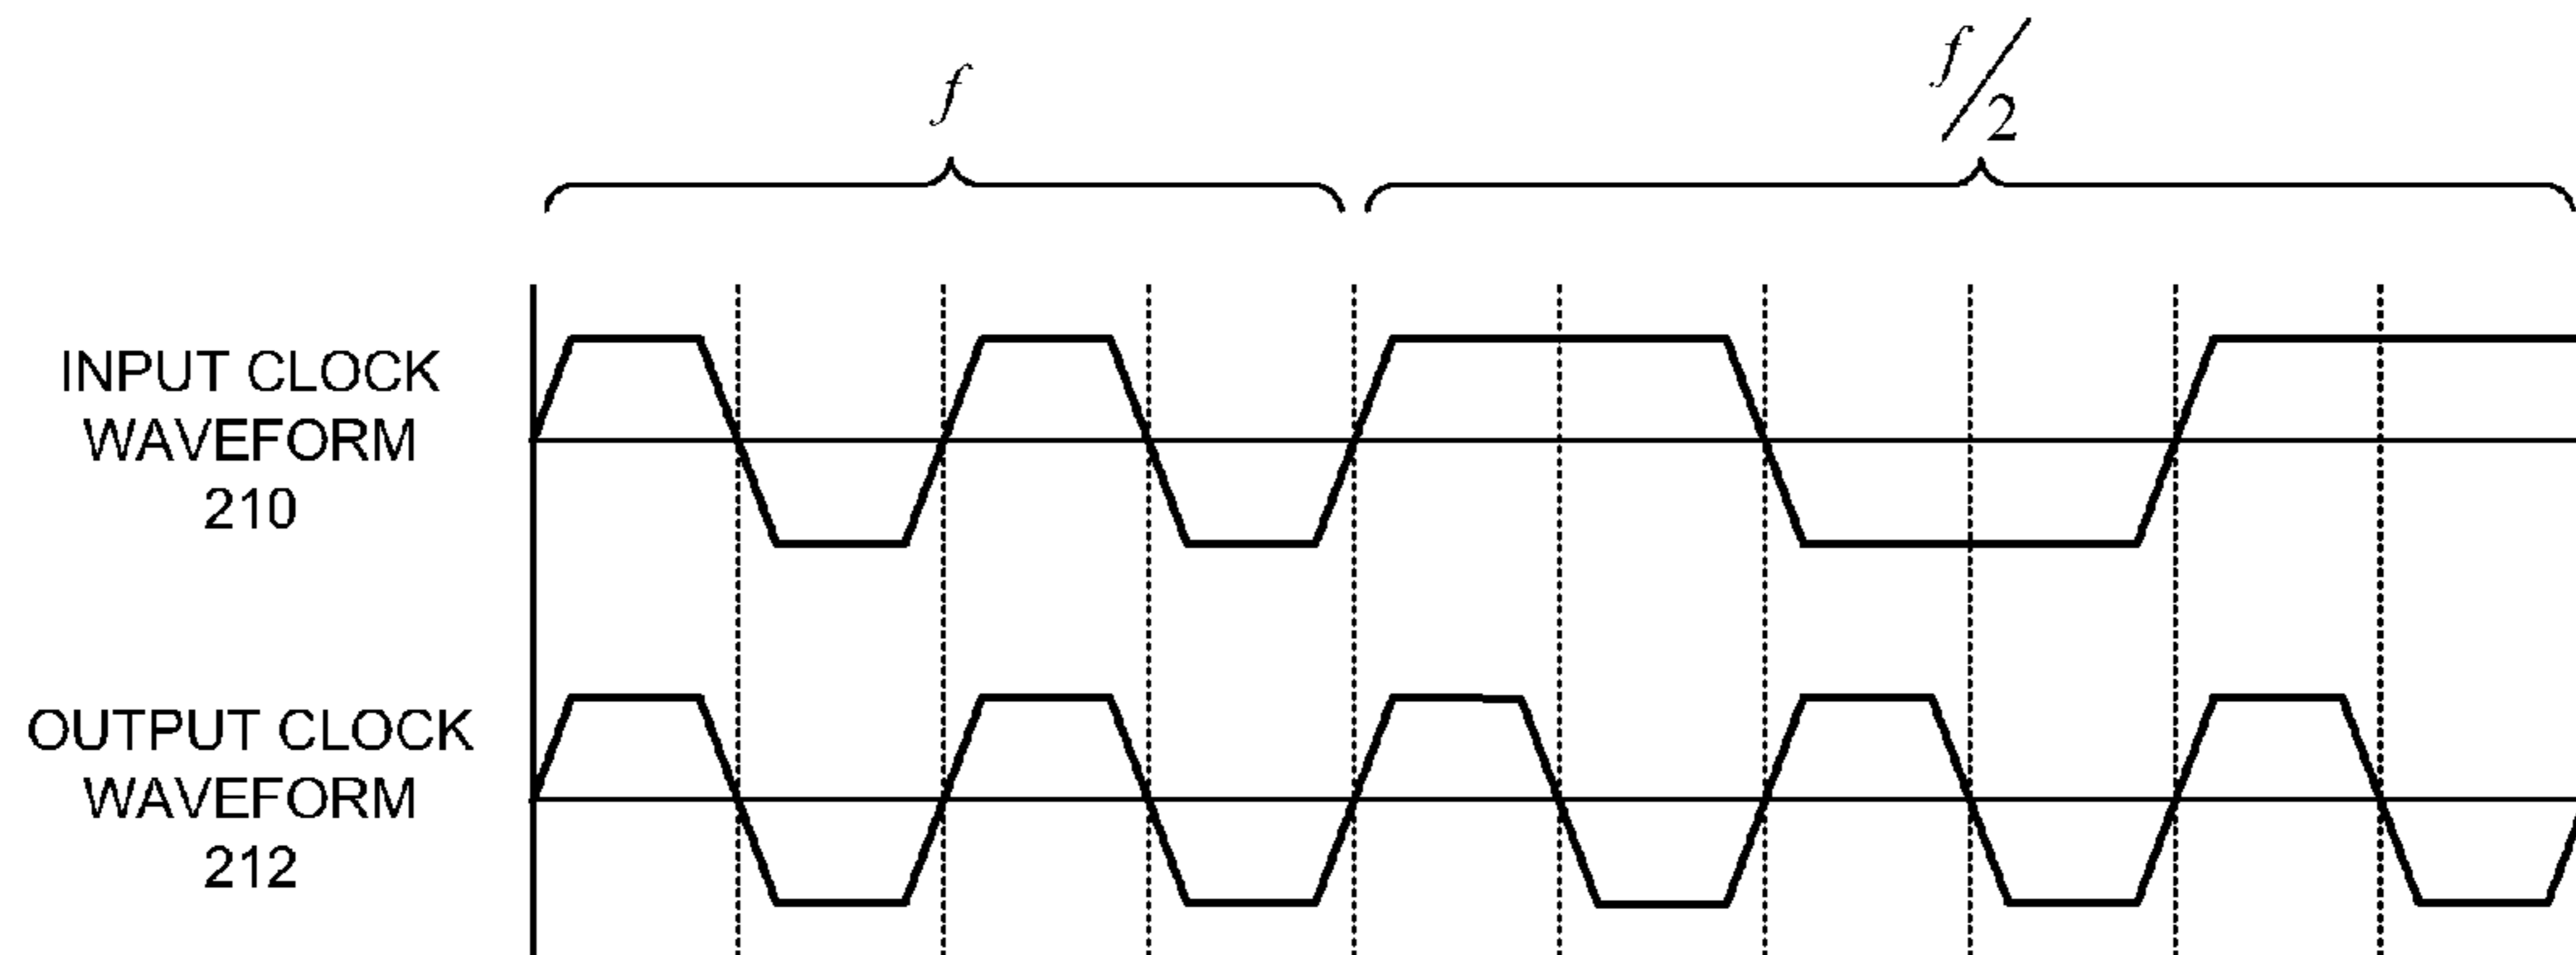 f
f/2
INPUT CLOCK
WAVEFORM
210
OUTPUT CLOCK
WAVEFORM
212